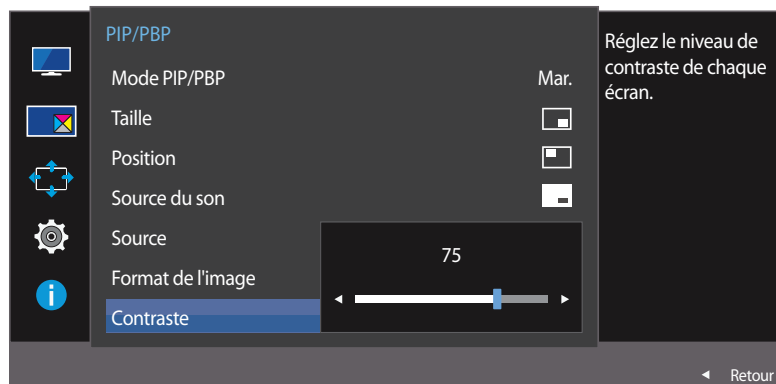 PIP/PBP
Mode PIP/PBP Mar.
Taille
Position
Source du son
Source
Format de l'image
Contraste
75
Réglez le niveau de
contraste de chaque
écran.
Retour